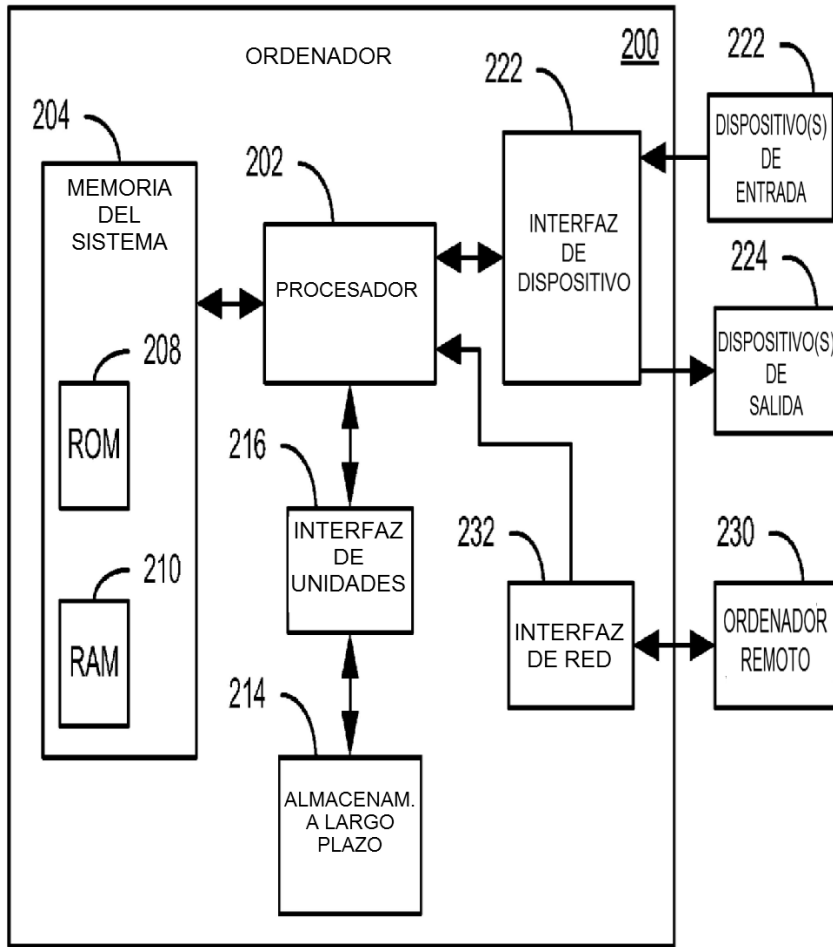 ORDENADOR
200
222
222
DISPOSITIVO(S)
DE
ENTRADA
204
MEMORIA
DEL
SISTEMA
202
PROCESADOR
INTERFAZ
DE
DISPOSITIVO
224
DISPOSITIVO(S)
DE
SALIDA
208
ROM
216
INTERFAZ
DE
UNIDADES
232
INTERFAZ
DE RED
230
ORDENADOR
REMOTO
210
RAM
214
ALMACENAM.
A LARGO
PLAZO